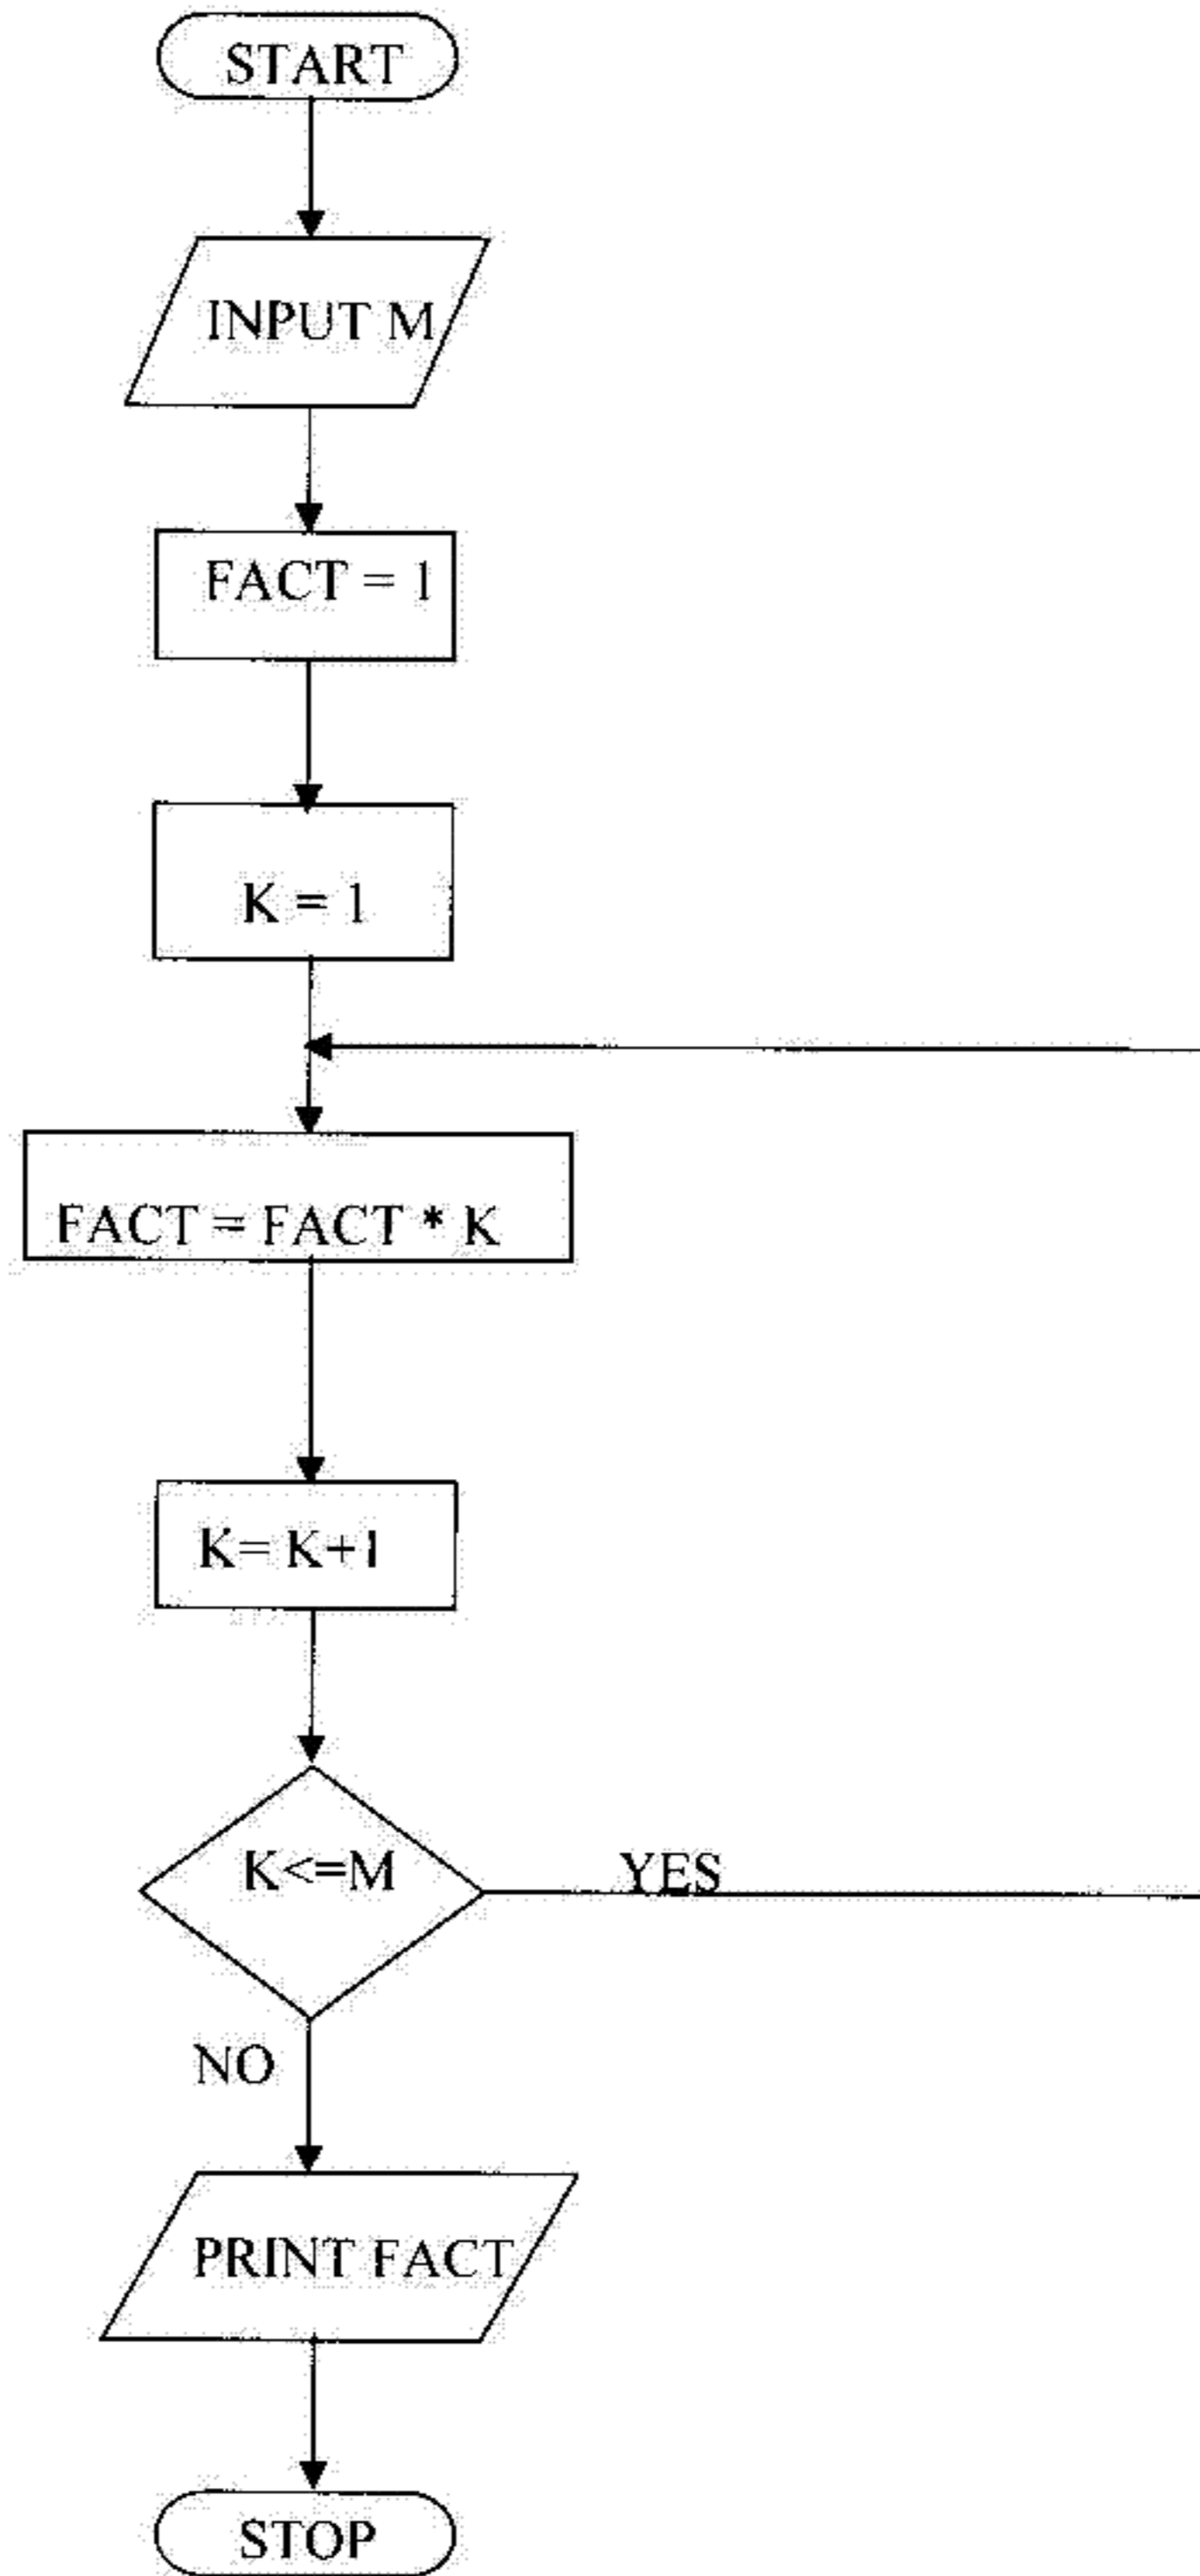 START
INPUT M
FACT = 1
K = 1
FACT = FACT * K
K= K+1
K<=M
YES
NO
PRINT FACT
STOP